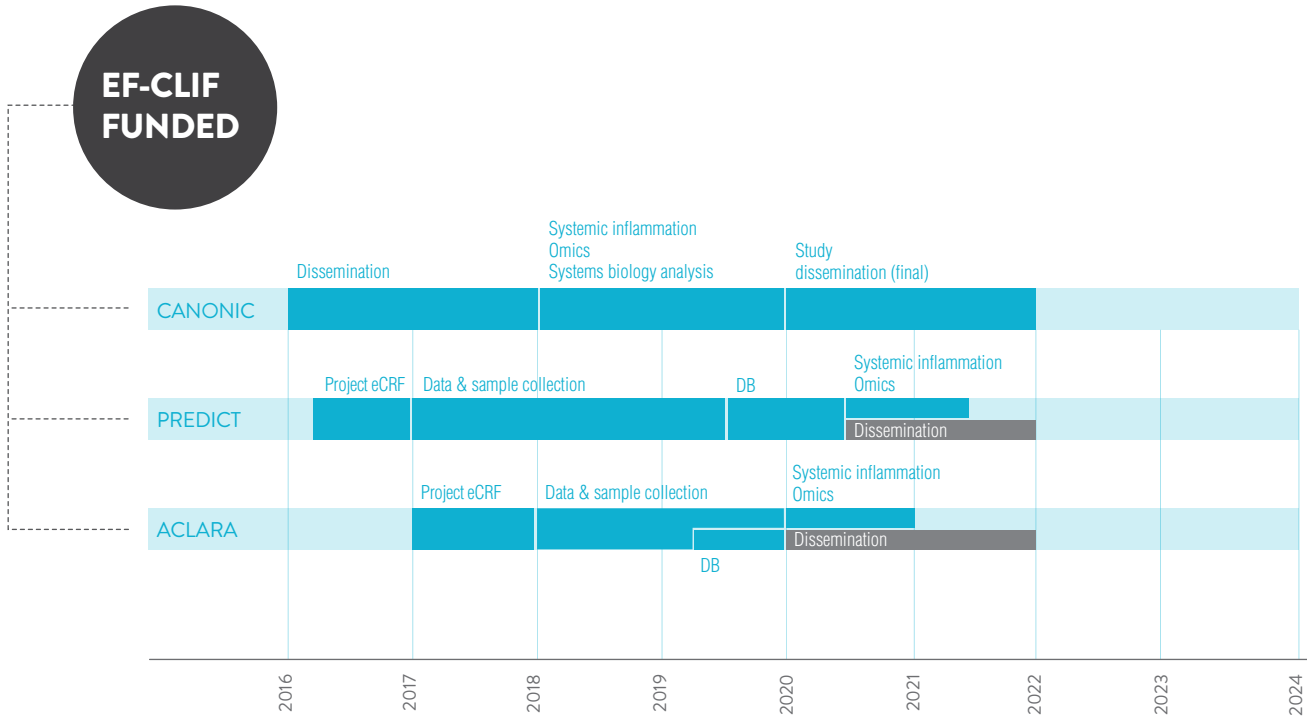 EF-CLIF
FUNDED
Systemic inflammation
Omics
Systems biology analysis
Dissemination
Study
dissemination (final)
CANONIC
Systemic inflammation
Omics
Project eCRF
Data & sample collection
DB
PREDICT
Dissemination
Systemic inflammation
Omics
Project eCRF
Data & sample collection
ACLARA
Dissemination
DB
2016
2017
2018
2019
2020
2021
2022
2023
2024